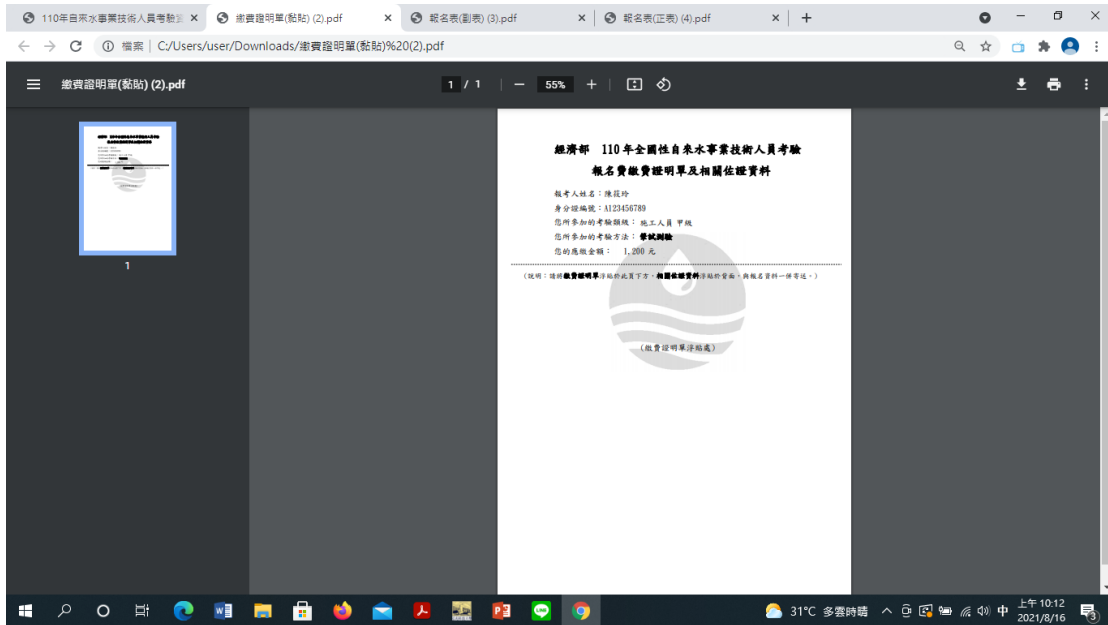 110年自來水事業技術人員考驗
繳費證明單(黏貼) (2).pdf
報名表(副表) (3).pdf
報名表(正表) (4).pdf
檔案 | C:/Users/user/Downloads/繳費證明單(黏貼)%20(2).pdf
繳費證明單(黏貼) (2).pdf
1 / 1
55%
1
經濟部 110年全國性自來水事業技術人員考驗
報名費繳費證明單及相關佐證資料
報考人姓名：陳莰玲
身分證編號：A123456789
您所參加的考驗類級： 施工人員 甲級
您所參加的考驗方法： 筆試測驗
您的應繳金額： 1,200 元
(說明：請將繳費證明單浮貼於此頁下方，相關佐證資料浮貼於背面，與報名資料一併寄送。)
(繳費證明單浮貼處)
31°C 多雲時晴
中
上午 10:12
2021/8/16
3